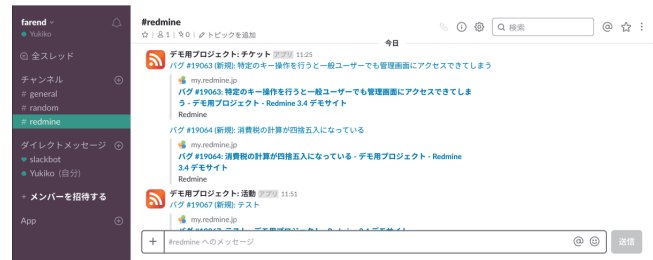 farend
Yukiko
全スレッド
チャンネル
# general
# random
# redmine
ダイレクトメッセージ
slackbot
Yukiko (自分)
+ メンバーを招待する
App
#redmine
☆ | 1 | 0 | トピックを追加
検索
今日
デモ用プロジェクト: チケット アプリ 11:25
バグ #19063 (新規): 特定のキー操作を行うと一般ユーザーでも管理画面にアクセスできてしまう
my.redmine.jp
バグ #19063: 特定のキー操作を行うと一般ユーザーでも管理画面にアクセスできてしま
う - デモ用プロジェクト - Redmine 3.4 デモサイト
Redmine
バグ #19064 (新規): 消費税の計算が四捨五入になっている
my.redmine.jp
バグ #19064: 消費税の計算が四捨五入になっている - デモ用プロジェクト - Redmine
3.4 デモサイト
Redmine
デモ用プロジェクト: 活動 アプリ 11:51
バグ #19067 (新規): テスト
my.redmine.jp
#redmine へのメッセージ
送信